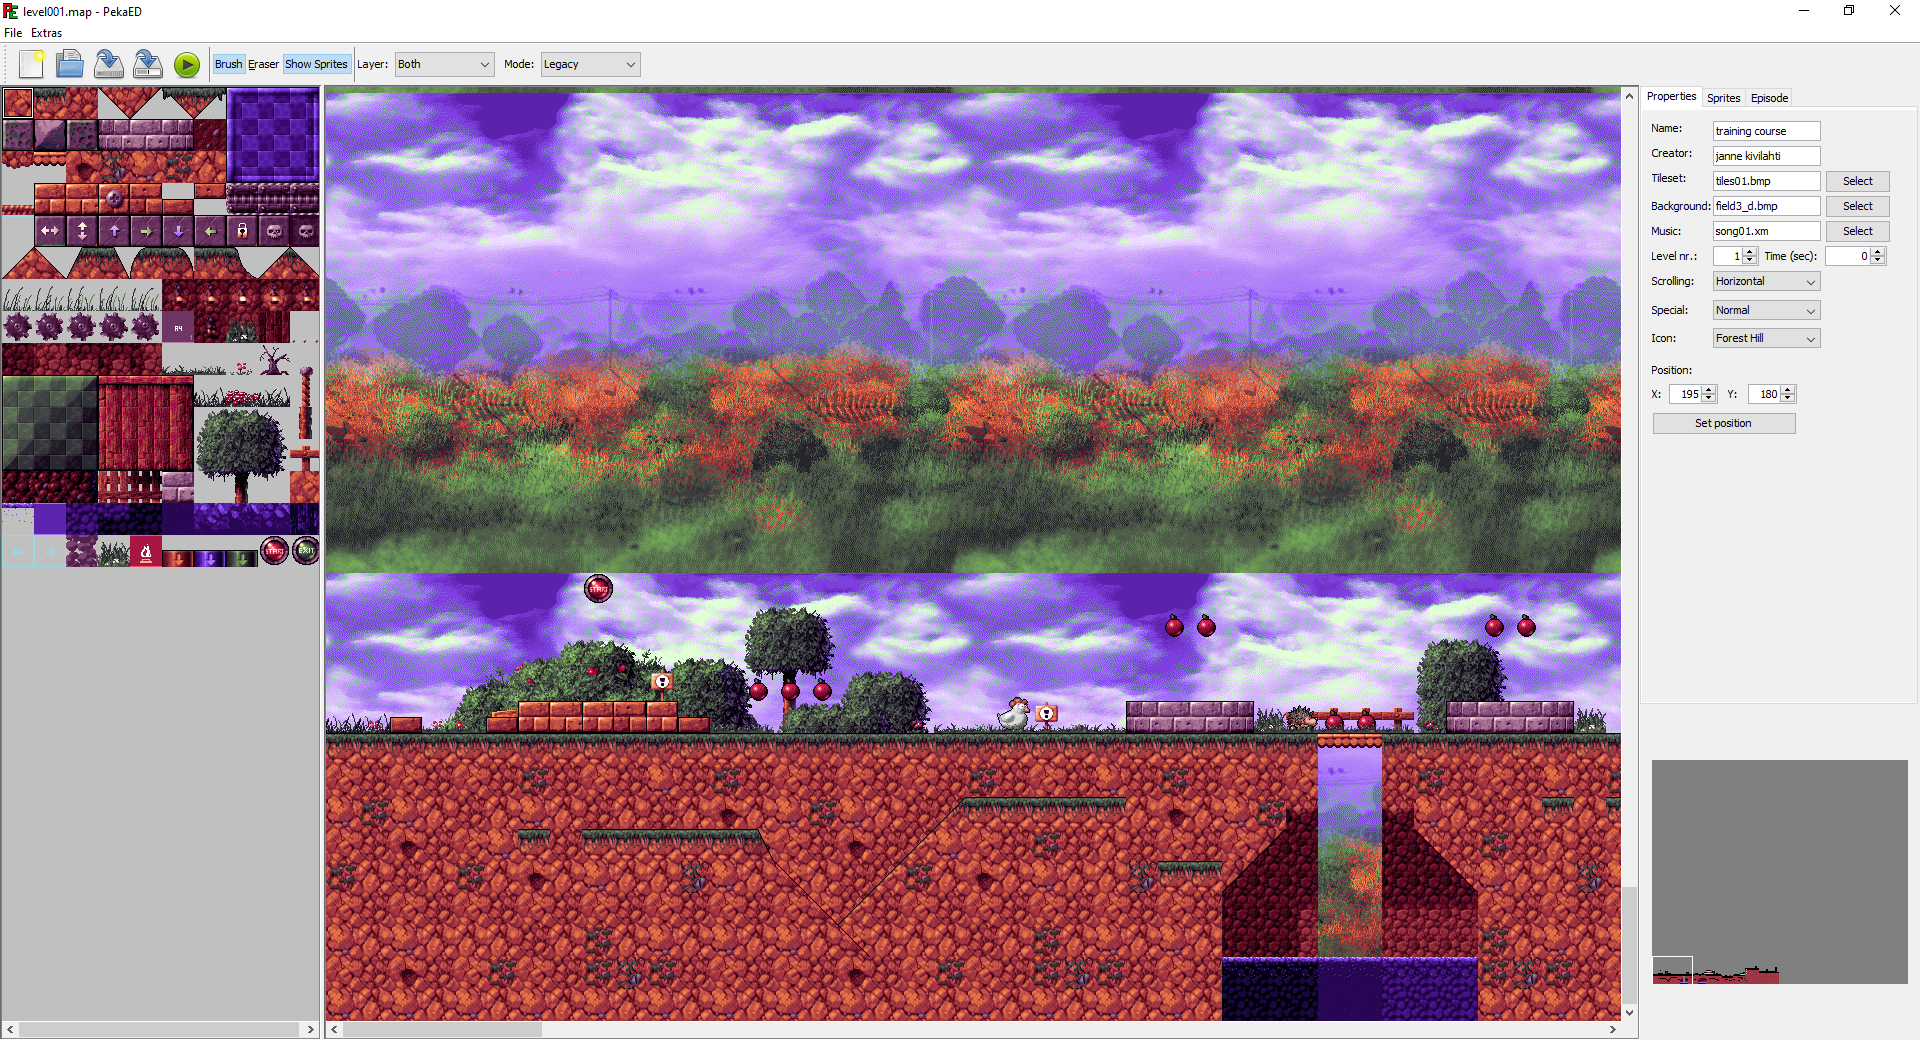 level001.map - PekaED
File Extras
Brush Eraser Show Sprites Layer: Both Mode: Legacy
Properties Sprites Episode
Name: training course
Creator: janne kivilahti
Tileset: tiles01.bmp Select
Background: field3_d.bmp Select
Music: song01.xm Select
Level nr.: 1 Time (sec): 0
Scrolling: Horizontal
Special: Normal
Icon: Forest Hill
Position:
X: 195 Y: 180
Set position
START
EXIT
START